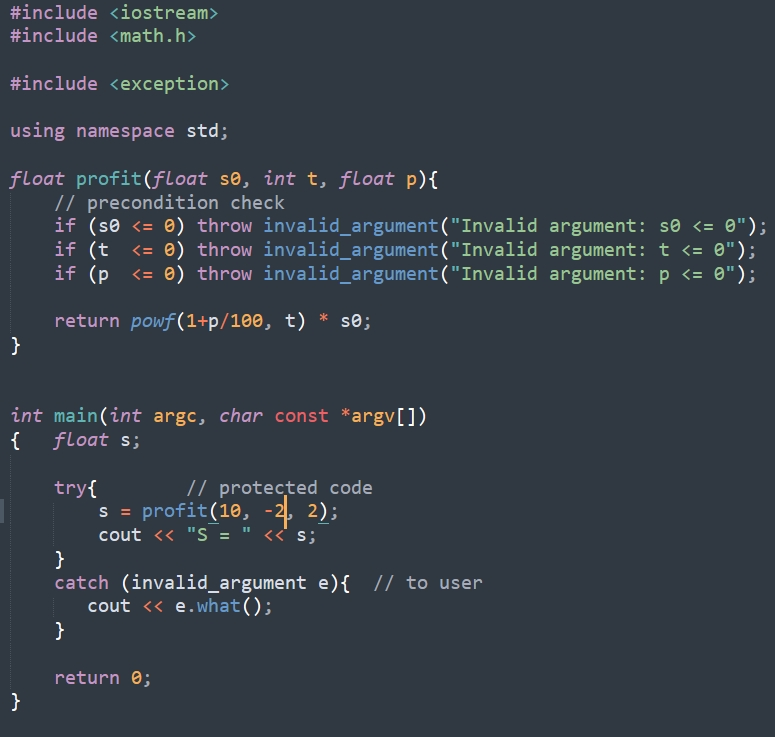 #include <iostream>
#include <math.h>
#include <exception>
using namespace std;
float profit(float s0, int t, float p){
// precondition check
if (s0 <= 0) throw invalid_argument("Invalid argument: s0 <= 0");
if (t  <= 0) throw invalid_argument("Invalid argument: t <= 0");
if (p  <= 0) throw invalid_argument("Invalid argument: p <= 0");
return powf(1+p/100, t) * s0;
}
int main(int argc, char const *argv[])
{   float s;
try{        // protected code
s = profit(10, -2, 2);
cout << "S = " << s;
}
catch (invalid_argument e){  // to user
cout << e.what();
}
return 0;
}